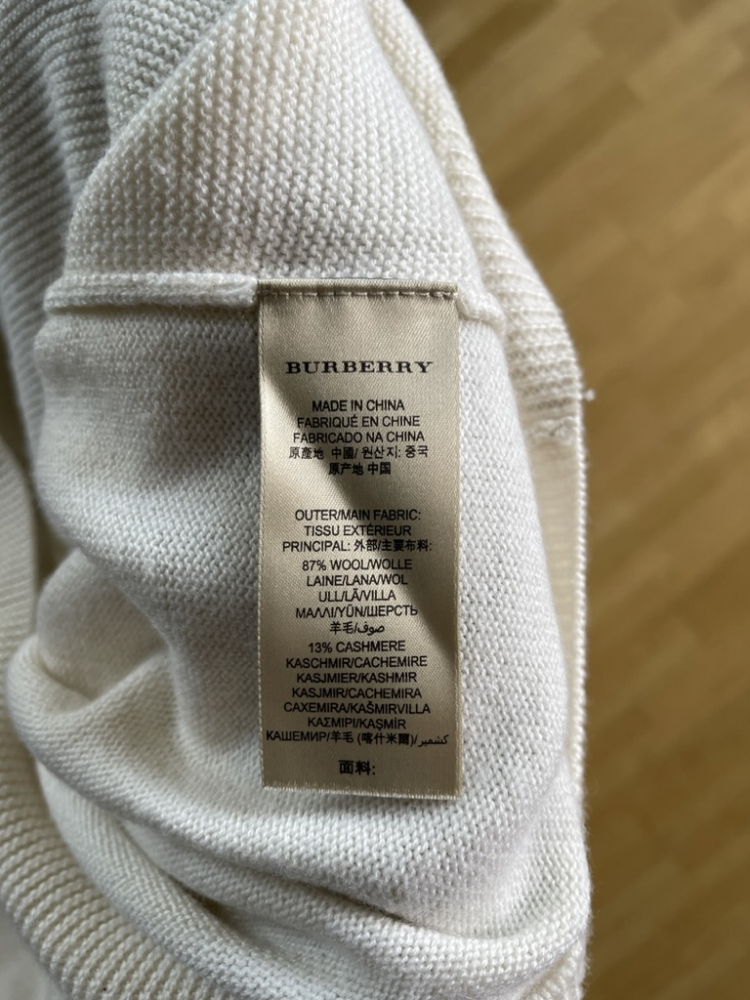 BURBERRY
MADE IN CHINA
FABRIQUÉ EN CHINE
FABRICADO NA CHINA
原產地 中國/ 원산지: 중국
原产地 中国
OUTER/MAIN FABRIC:
TISSU EXTÉRIEUR
PRINCIPAL: 外部/主要布料:
87% WOOL/WOLLE
LAINE/LANA/WOL
ULL/LÃ/VILLA
ΜΑΛΛΙ/YÜN/ШЕРСТЬ
羊毛/صوف
13% CASHMERE
KASCHMIR/CACHEMIRE
KASJMIER/KASHMIR
KASJMIR/CACHEMIRA
CAXEMIRA/KAŠMIRVILLA
ΚΑΣΜΙΡΙ/KAŞMİR
КАШЕМИР/羊毛 (喀什米爾)/كشمير
面料: